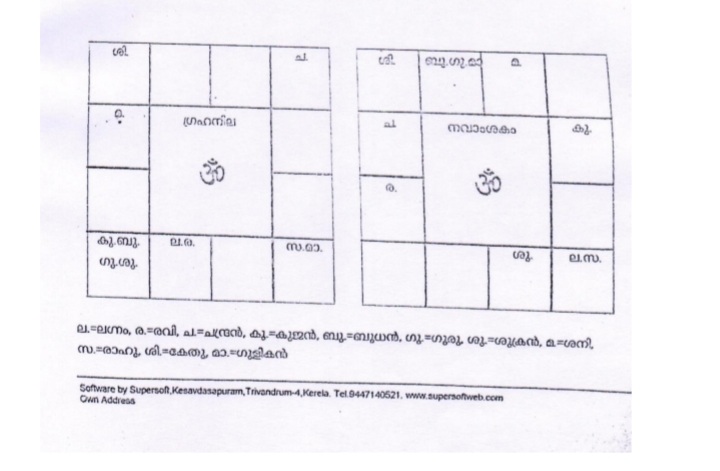 ശി.
ച.
മ.
ഗ്രഹനില
ॐ
കു.ബു.
ഗു.ശു.
ല.ര.
സ.മാ.
ശി.
ബു.ഗു.മാ
മ.
ച.
നവാംശകം
കു.
ॐ
ര.
ശു.
ല.സ.
ല.=ലഗ്നം, ര.=രവി, ച.=ചന്ദ്രൻ, കു.=കുജൻ, ബു.=ബുധൻ, ഗു.=ഗുരു, ശു.=ശുക്രൻ, മ.=ശനി,
സ.=രാഹു, ശി.=കേതു, മാ.=ഗുളികൻ
Software by Supersoft,Kesavdasapuram,Trivandrum-4,Kerela. Tel.9447140521. www.supersoftweb.com
Own Address